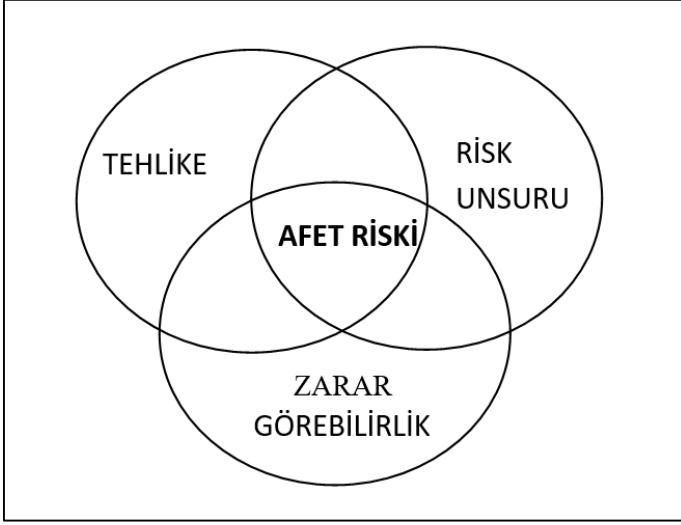 TEHLİKE
RİSK
UNSURU
AFET RİSKİ
ZARAR
GÖREBİLİRLİK